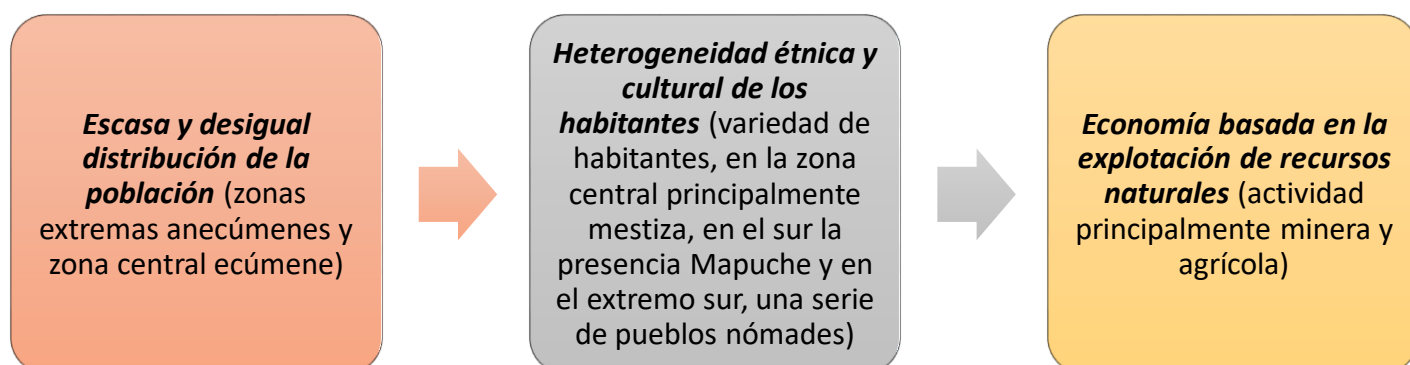 Escasa y desigual
distribución de la
población (zonas
extremas anecúmenes y
zona central ecúmene)
Heterogeneidad étnica y
cultural de los
habitantes (variedad de
habitantes, en la zona
central principalmente
mestiza, en el sur la
presencia Mapuche y en
el extremo sur, una serie
de pueblos nómades)
Economía basada en la
explotación de recursos
naturales (actividad
principalmente minera y
agrícola)